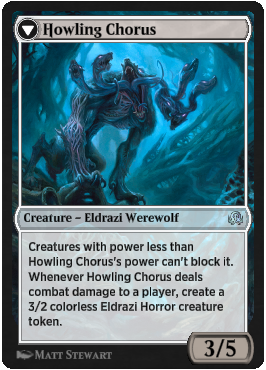 Howling Chorus
Creature – Eldrazi Werewolf
Creatures with power less than
Howling Chorus's power can't block it.
Whenever Howling Chorus deals
combat damage to a player, create a
3/2 colorless Eldrazi Horror creature
token.
Matt Stewart
3/5